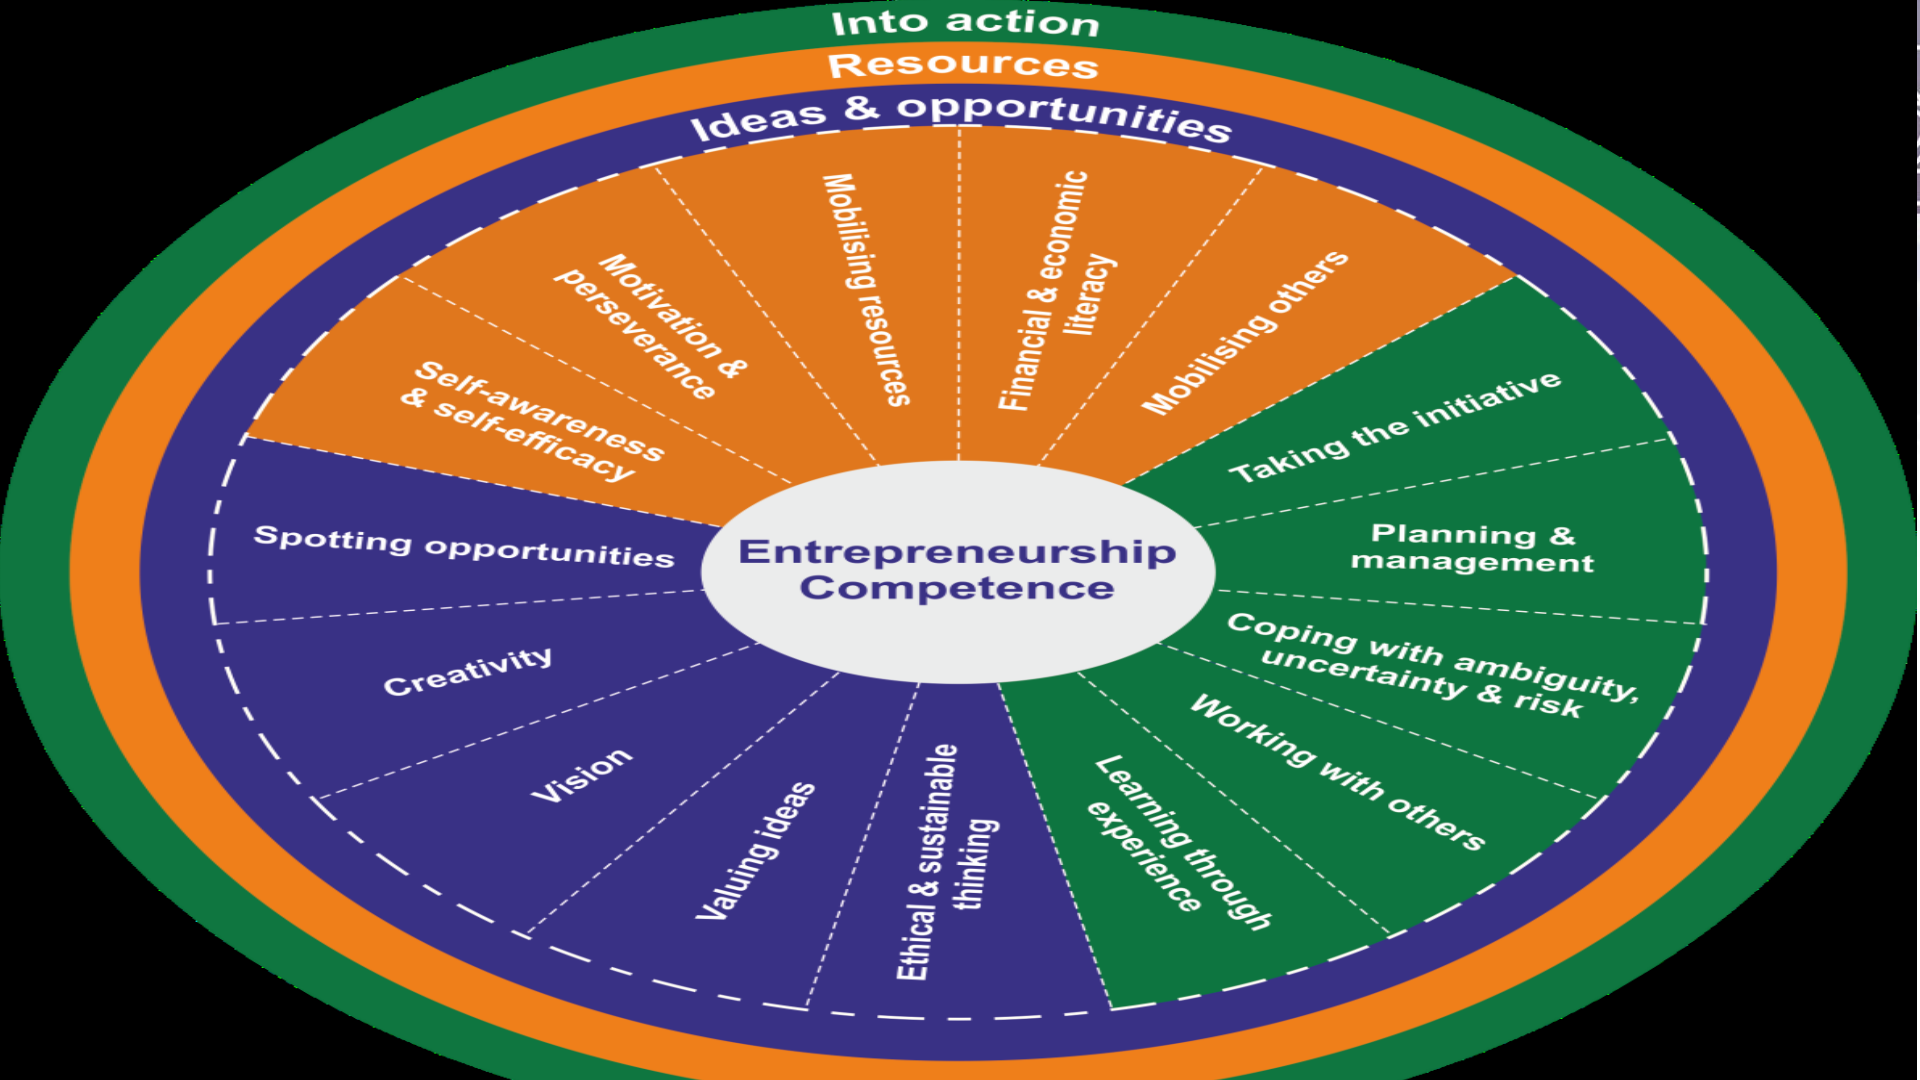 Into action
Resources
Ideas & opportunities
Mobilising resources
Financial & economic
literacy
Mobilising others
Motivation &
perseverance
Self-awareness
& self-efficacy
Taking the initiative
Spotting opportunities
Entrepreneurship
Competence
Planning &
management
Creativity
Coping with ambiguity,
uncertainty & risk
Vision
Working with others
Valuing ideas
Ethical & sustainable
thinking
Learning through
experience